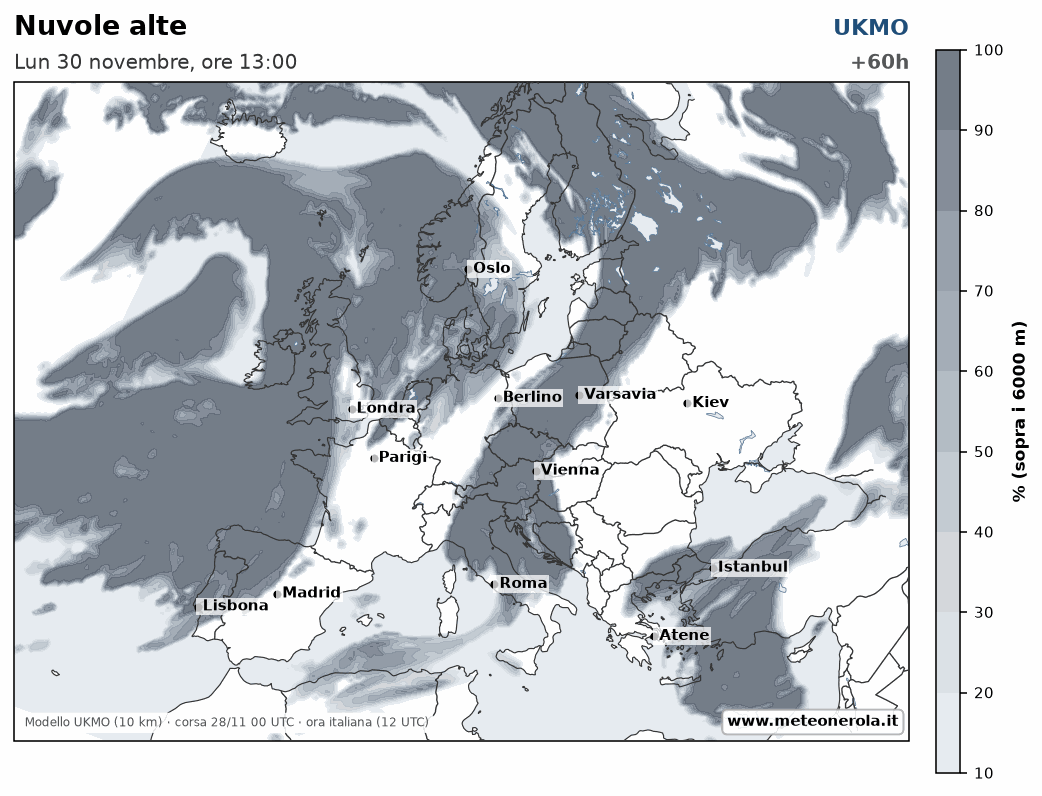 Nuvole alte
UKMO
Lun 30 novembre, ore 13:00
+60h
100
90
80
70
60
50
40
30
20
10
% (sopra i 6000 m)
Oslo
Berlino
Varsavia
Kiev
Londra
Parigi
Vienna
Istanbul
Roma
Madrid
Lisbona
Atene
Modello UKMO (10 km) · corsa 28/11 00 UTC · ora italiana (12 UTC)
www.meteonerola.it